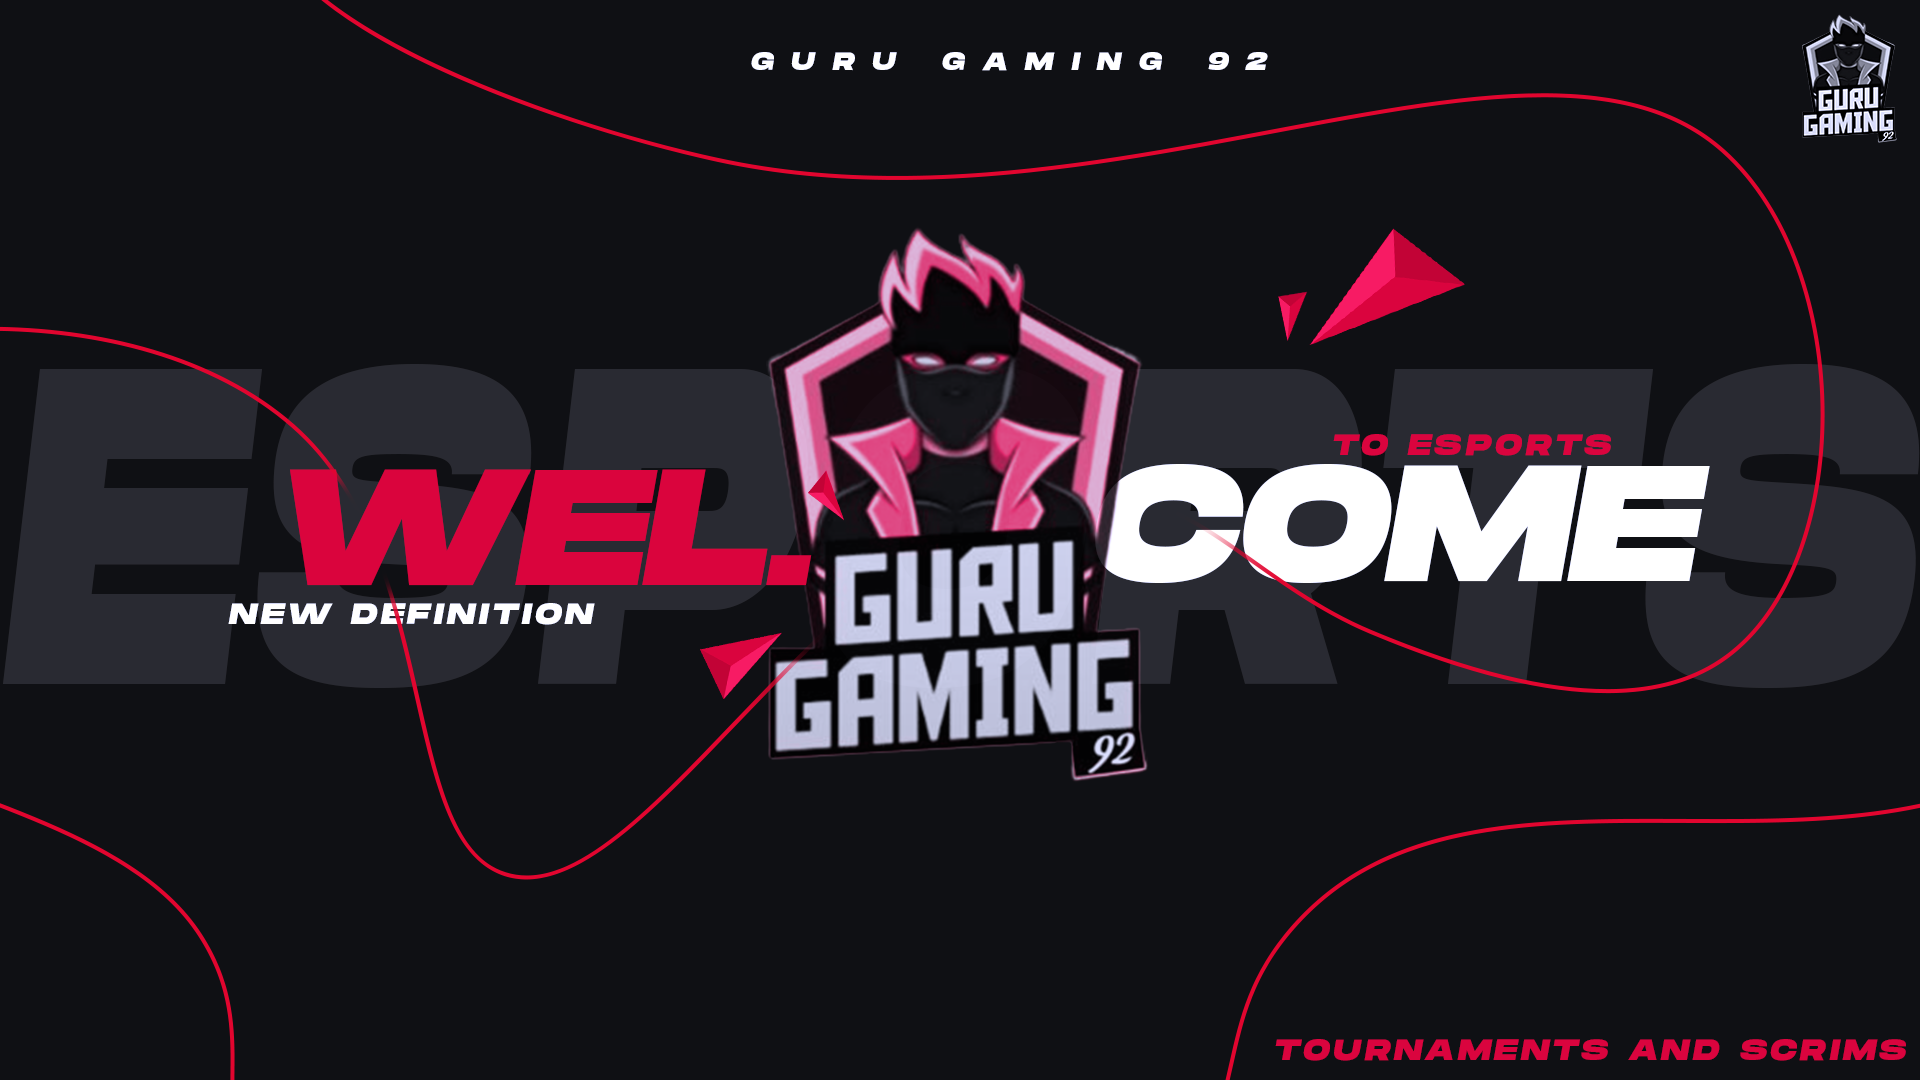 GURU GAMING 92
GURU
GAMING
92
ESPORTS
TO ESPORTS
WEL.
COME
NEW DEFINITION
GURU
GAMING
92
TOURNAMENTS AND SCRIMS